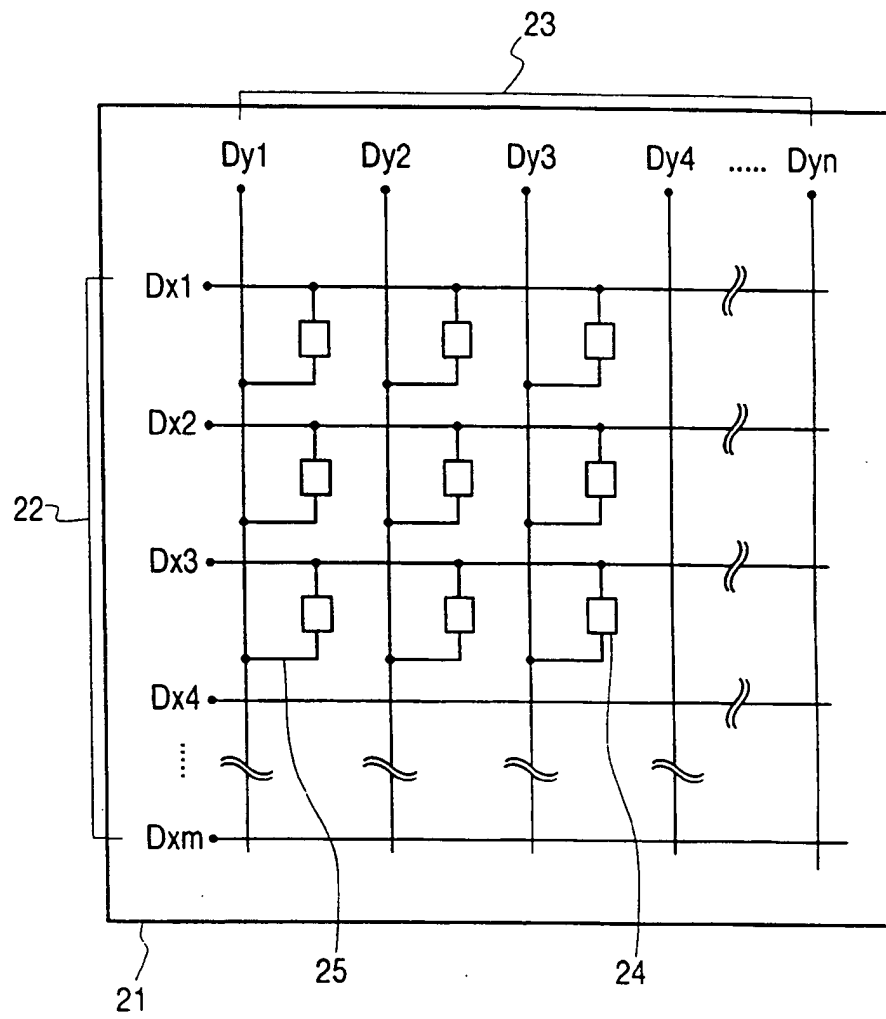 23
Dy1 Dy2 Dy3 Dy4 ..... Dyn
Dx1
Dx2
22
Dx3
Dx4
.....
Dxm
25
24
21